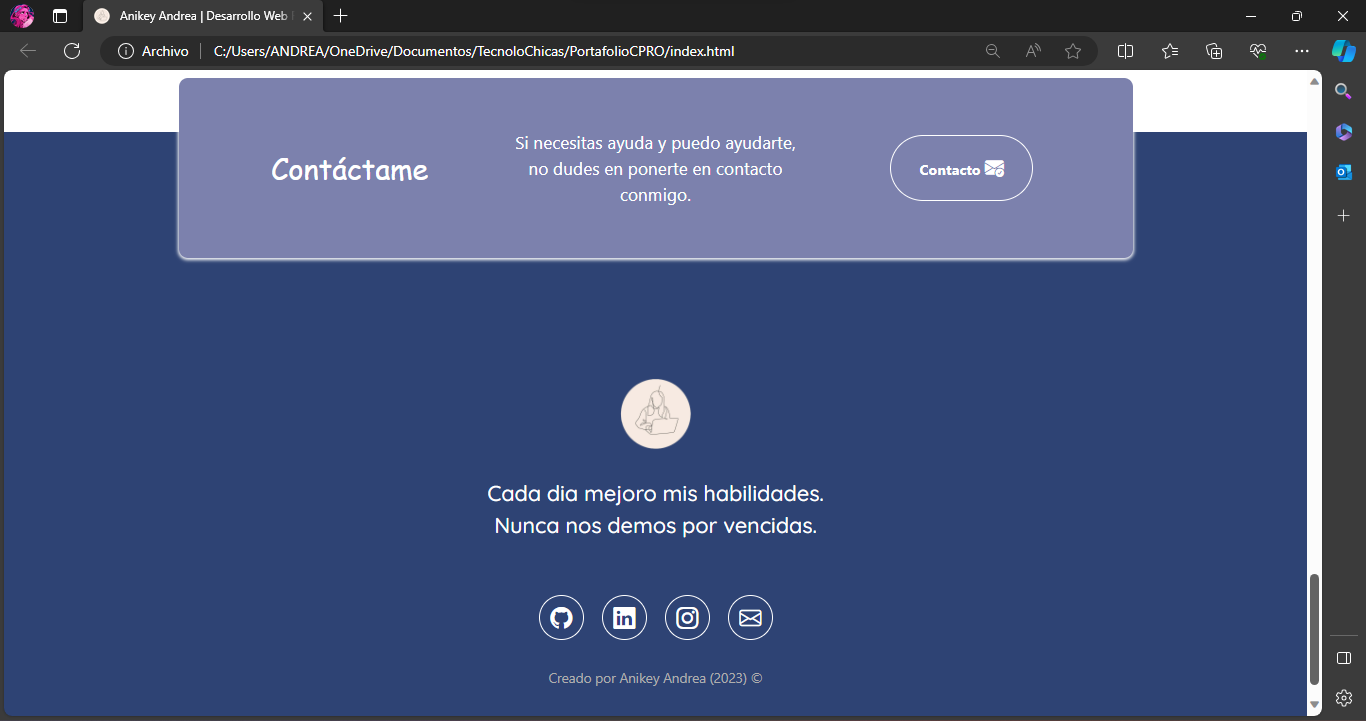 Anikey Andrea | Desarrollo Web
Archivo
C:/Users/ANDREA/OneDrive/Documentos/TecnoloChicas/PortafolioCPRO/index.html
Contáctame
Si necesitas ayuda y puedo ayudarte,
no dudes en ponerte en contacto
conmigo.
Contacto
Cada dia mejoro mis habilidades.
Nunca nos demos por vencidas.
in
Creado por Anikey Andrea (2023) ©